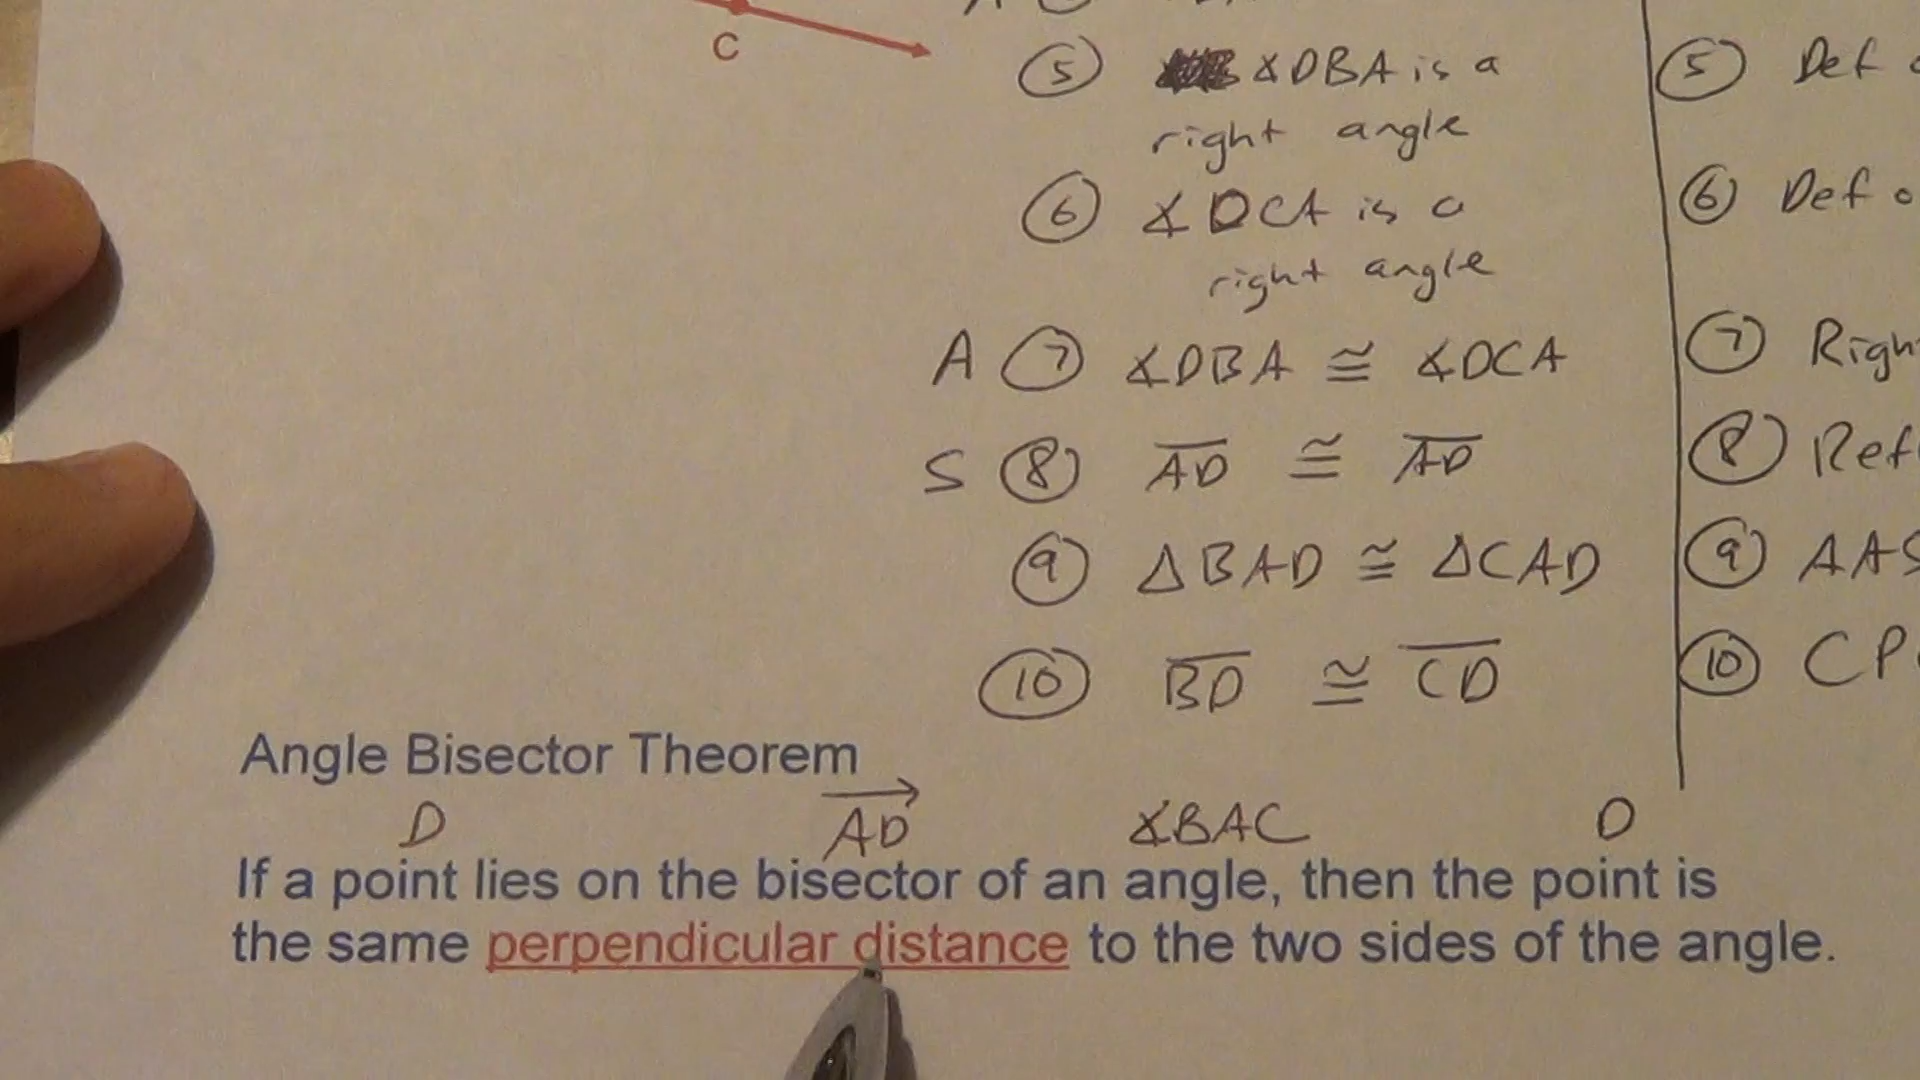 C
⑤ ∡DBA is a
right angle
⑤ Def
⑥ ∡DCA is a
right angle
⑥ Def
A ⑦ ∡DBA ≅ ∡DCA
⑦ Righ
S ⑧ AD ≅ AD
⑧ Ref
⑨ △BAD ≅ △CAD
⑨ AAS
⑩ BD ≅ CD
⑩ CP
Angle Bisector Theorem
D AD ∡BAC D
If a point lies on the bisector of an angle, then the point is
the same perpendicular distance to the two sides of the angle.